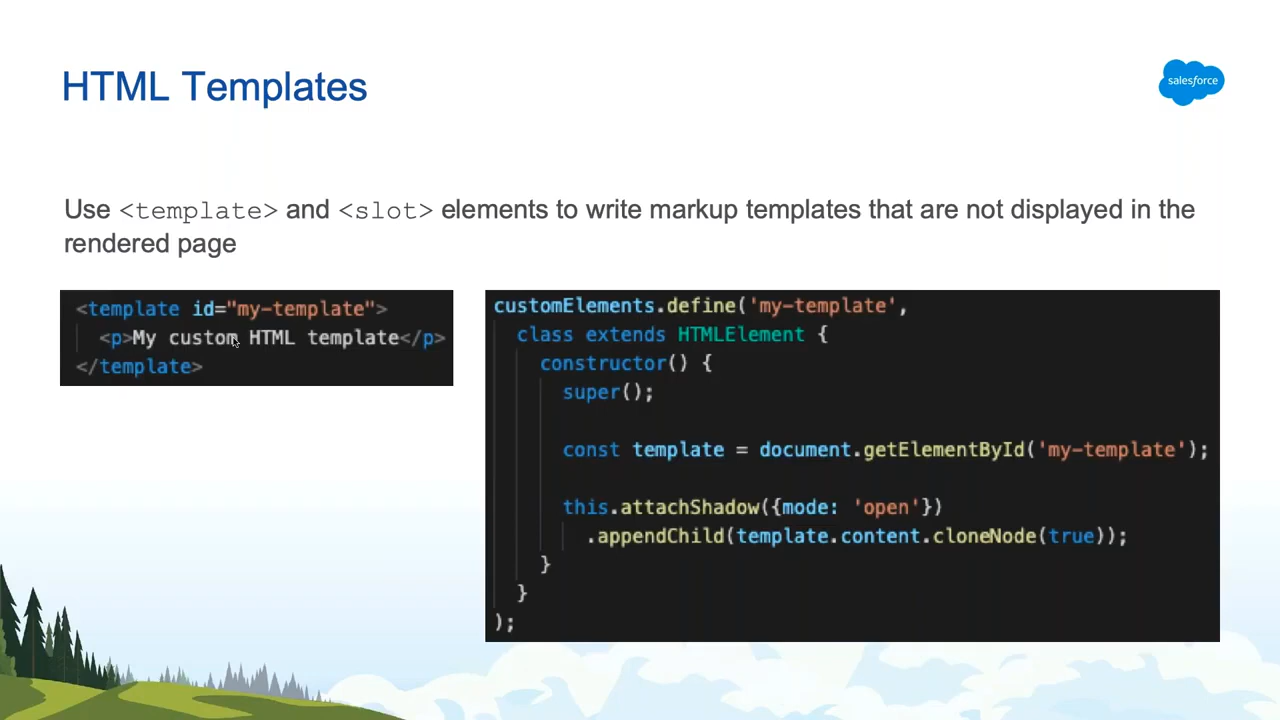 HTML Templates
salesforce
Use <template> and <slot> elements to write markup templates that are not displayed in the
rendered page
<template id="my-template">
<p>My custom HTML template</p>
</template>
customElements.define('my-template',
class extends HTMLElement {
constructor() {
super();
const template = document.getElementById('my-template');
this.attachShadow({mode: 'open'})
.appendChild(template.content.cloneNode(true));
}
}
);